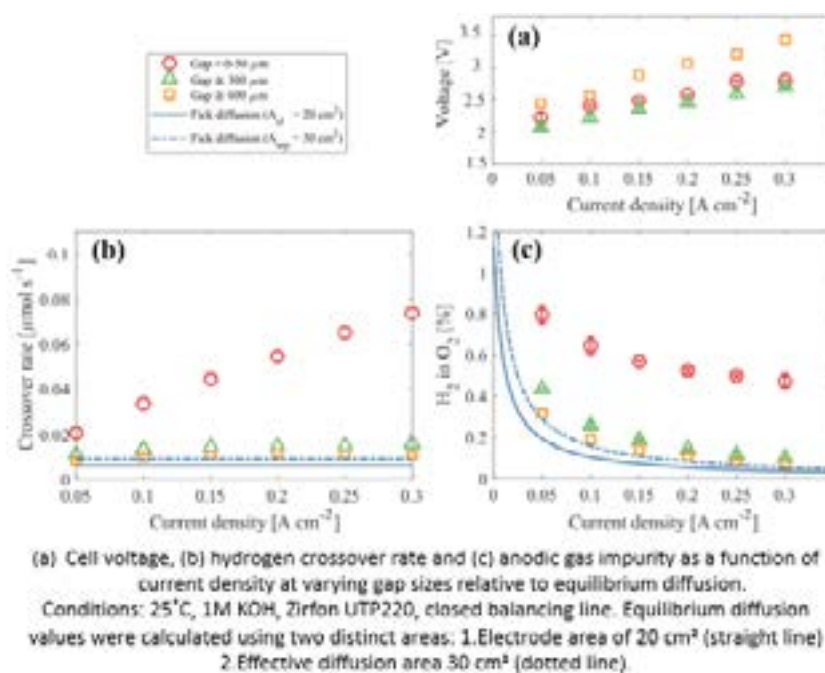 Gap = 0-50 μm
Gap ≅ 300 μm
Gap ≅ 600 μm
Fick diffusion (A = 20 cm²)
Fick diffusion (A = 30 cm²)
(a)
Voltage [V]
3.5
3
2.5
2
1.5
0 0.05 0.1 0.15 0.2 0.25 0.3
Current density [A cm⁻²]
(b)
Crossover rate [μmol s⁻¹]
0.1
0.08
0.06
0.04
0.02
0
0.05 0.1 0.15 0.2 0.25 0.3
Current density [A cm⁻²]
(c)
H₂ in O₂ [%]
1.2
1
0.8
0.6
0.4
0.2
0
0 0.05 0.1 0.15 0.2 0.25 0.3
Current density [A cm⁻²]
(a) Cell voltage, (b) hydrogen crossover rate and (c) anodic gas impurity as a function of
current density at varying gap sizes relative to equilibrium diffusion.
Conditions: 25˚C, 1M KOH, Zirfon UTP220, closed balancing line. Equilibrium diffusion
values were calculated using two distinct areas: 1.Electrode area of 20 cm² (straight line)
2.Effective diffusion area 30 cm² (dotted line).